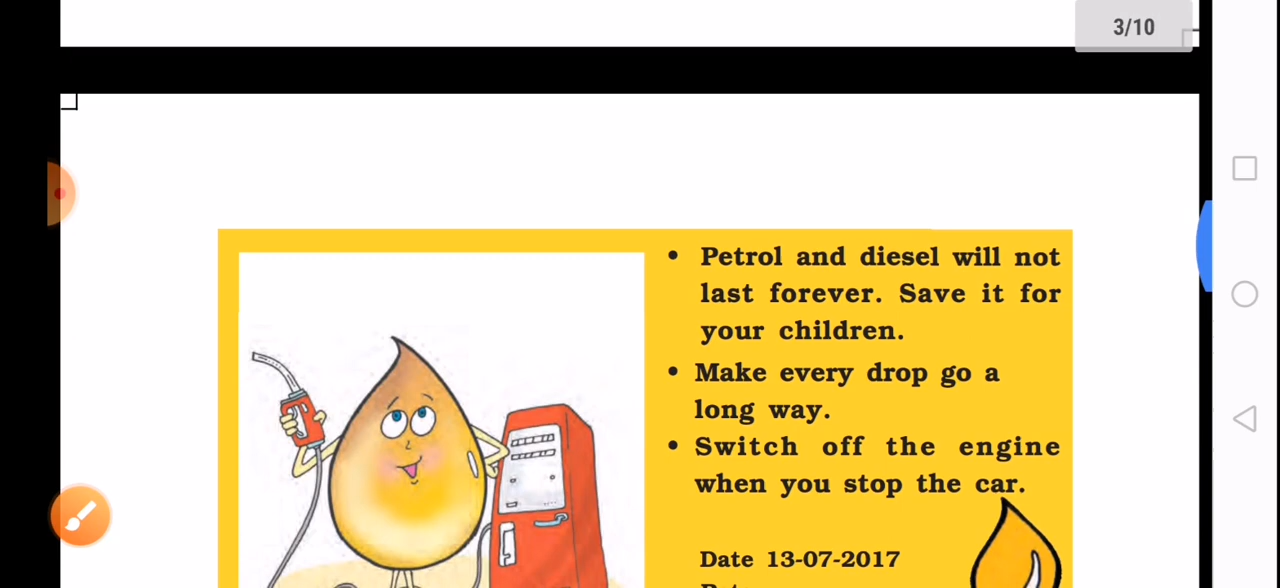 3/10
• Petrol and diesel will not
last forever. Save it for
your children.
• Make every drop go a
long way.
• Switch off the engine
when you stop the car.
Date 13-07-2017